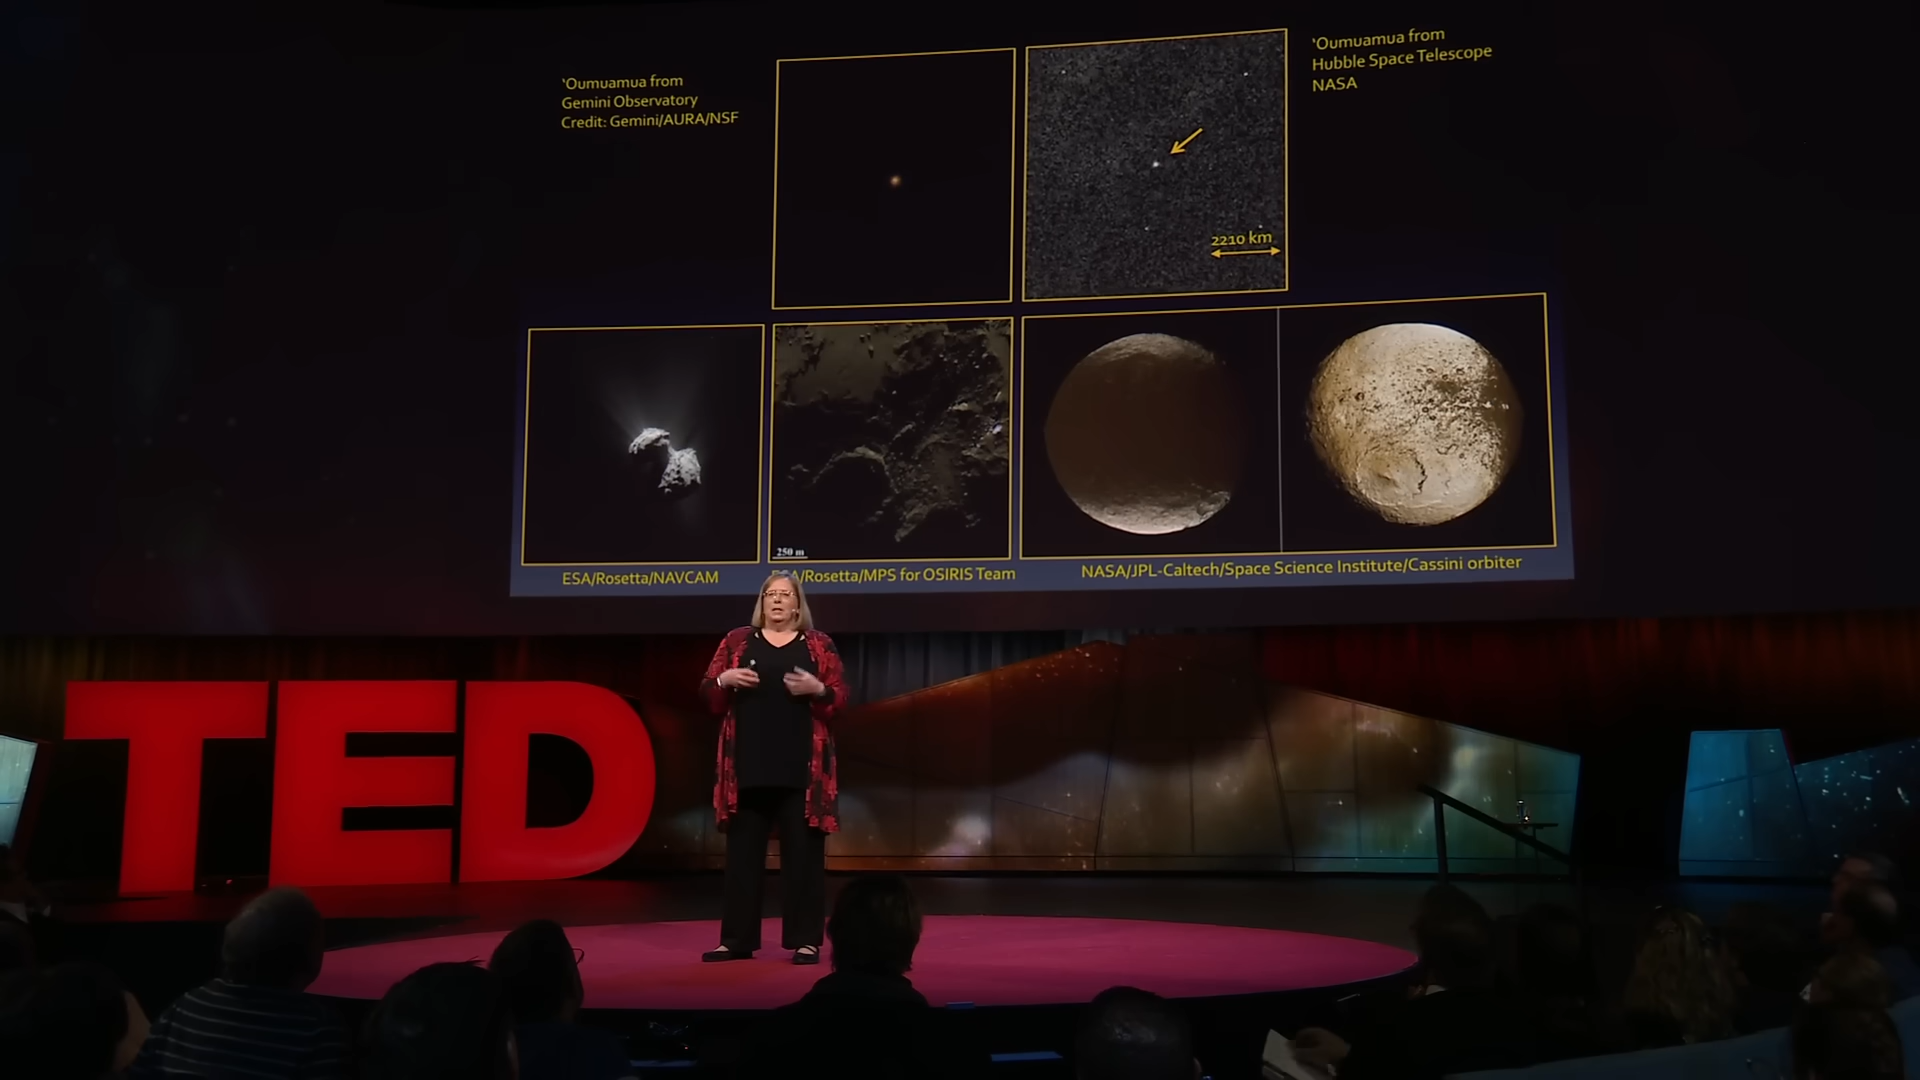 'Oumuamua from
Gemini Observatory
Credit: Gemini/AURA/NSF
'Oumuamua from
Hubble Space Telescope
NASA
2210 km
250 m
ESA/Rosetta/NAVCAM
ESA/Rosetta/MPS for OSIRIS Team
NASA/JPL-Caltech/Space Science Institute/Cassini orbiter
TED